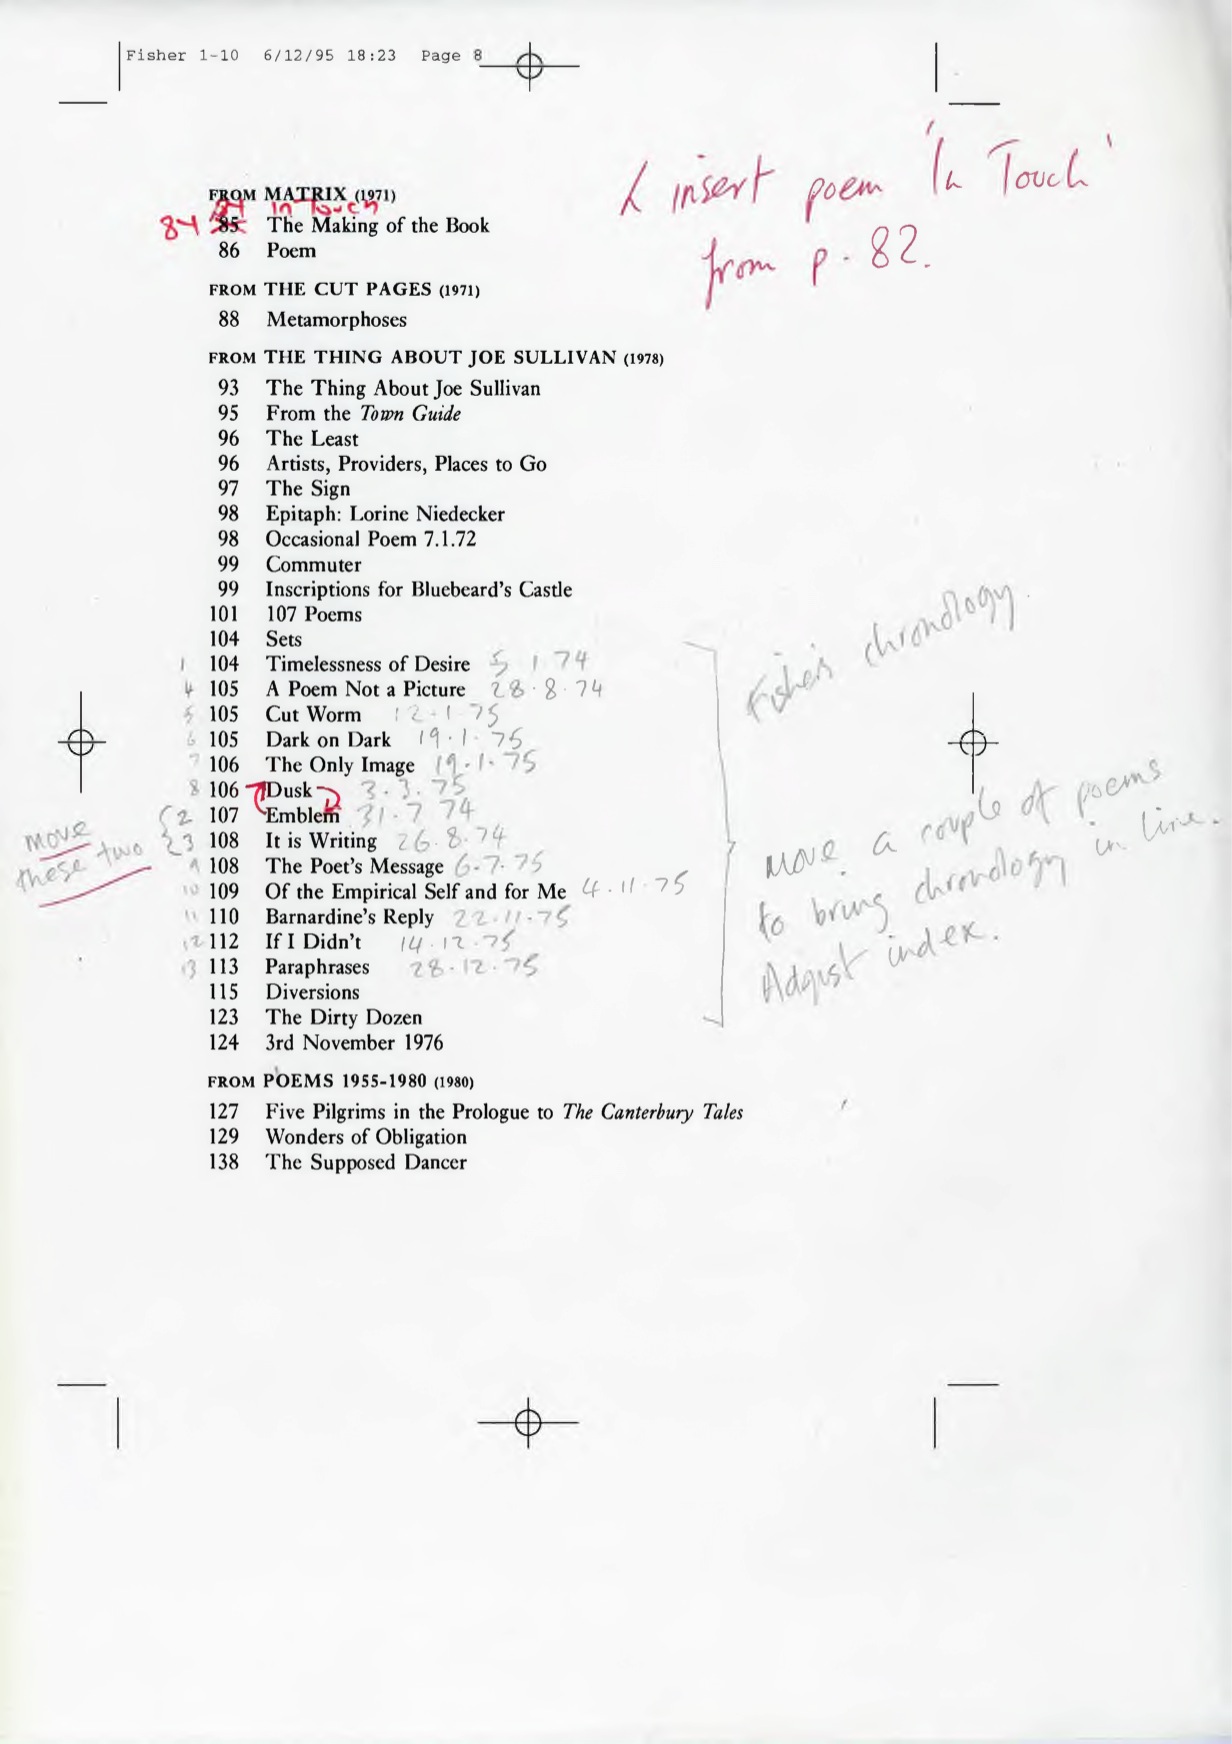 Fisher 1-10 6/12/95 18:23 Page 8
insert poem 'In Touch'
from p. 82.
FROM MATRIX (1971)
84 In Touch
84 85 The Making of the Book
86 Poem
FROM THE CUT PAGES (1971)
88 Metamorphoses
FROM THE THING ABOUT JOE SULLIVAN (1978)
93 The Thing About Joe Sullivan
95 From the Town Guide
96 The Least
96 Artists, Providers, Places to Go
97 The Sign
98 Epitaph: Lorine Niedecker
98 Occasional Poem 7.1.72
99 Commuter
99 Inscriptions for Bluebeard's Castle
101 107 Poems
104 Sets
1 104 Timelessness of Desire 5 1 74
4 105 A Poem Not a Picture 28·8·74
5 105 Cut Worm 12·1·75
6 105 Dark on Dark 19·1·75
7 106 The Only Image 19·1·75
8 106 Dusk 3·3·75
2 107 Emblem 31·7 74
3 108 It is Writing 26·8·74
9 108 The Poet's Message 6-7-75
10 109 Of the Empirical Self and for Me 4·11·75
11 110 Barnardine's Reply 22·11·75
12 112 If I Didn't 14·12·75
13 113 Paraphrases 28·12·75
115 Diversions
123 The Dirty Dozen
124 3rd November 1976
move
these two
Fisher's chronology
Move a couple of poems
to bring chronology in line.
Adjust index.
FROM POEMS 1955-1980 (1980)
127 Five Pilgrims in the Prologue to The Canterbury Tales
129 Wonders of Obligation
138 The Supposed Dancer